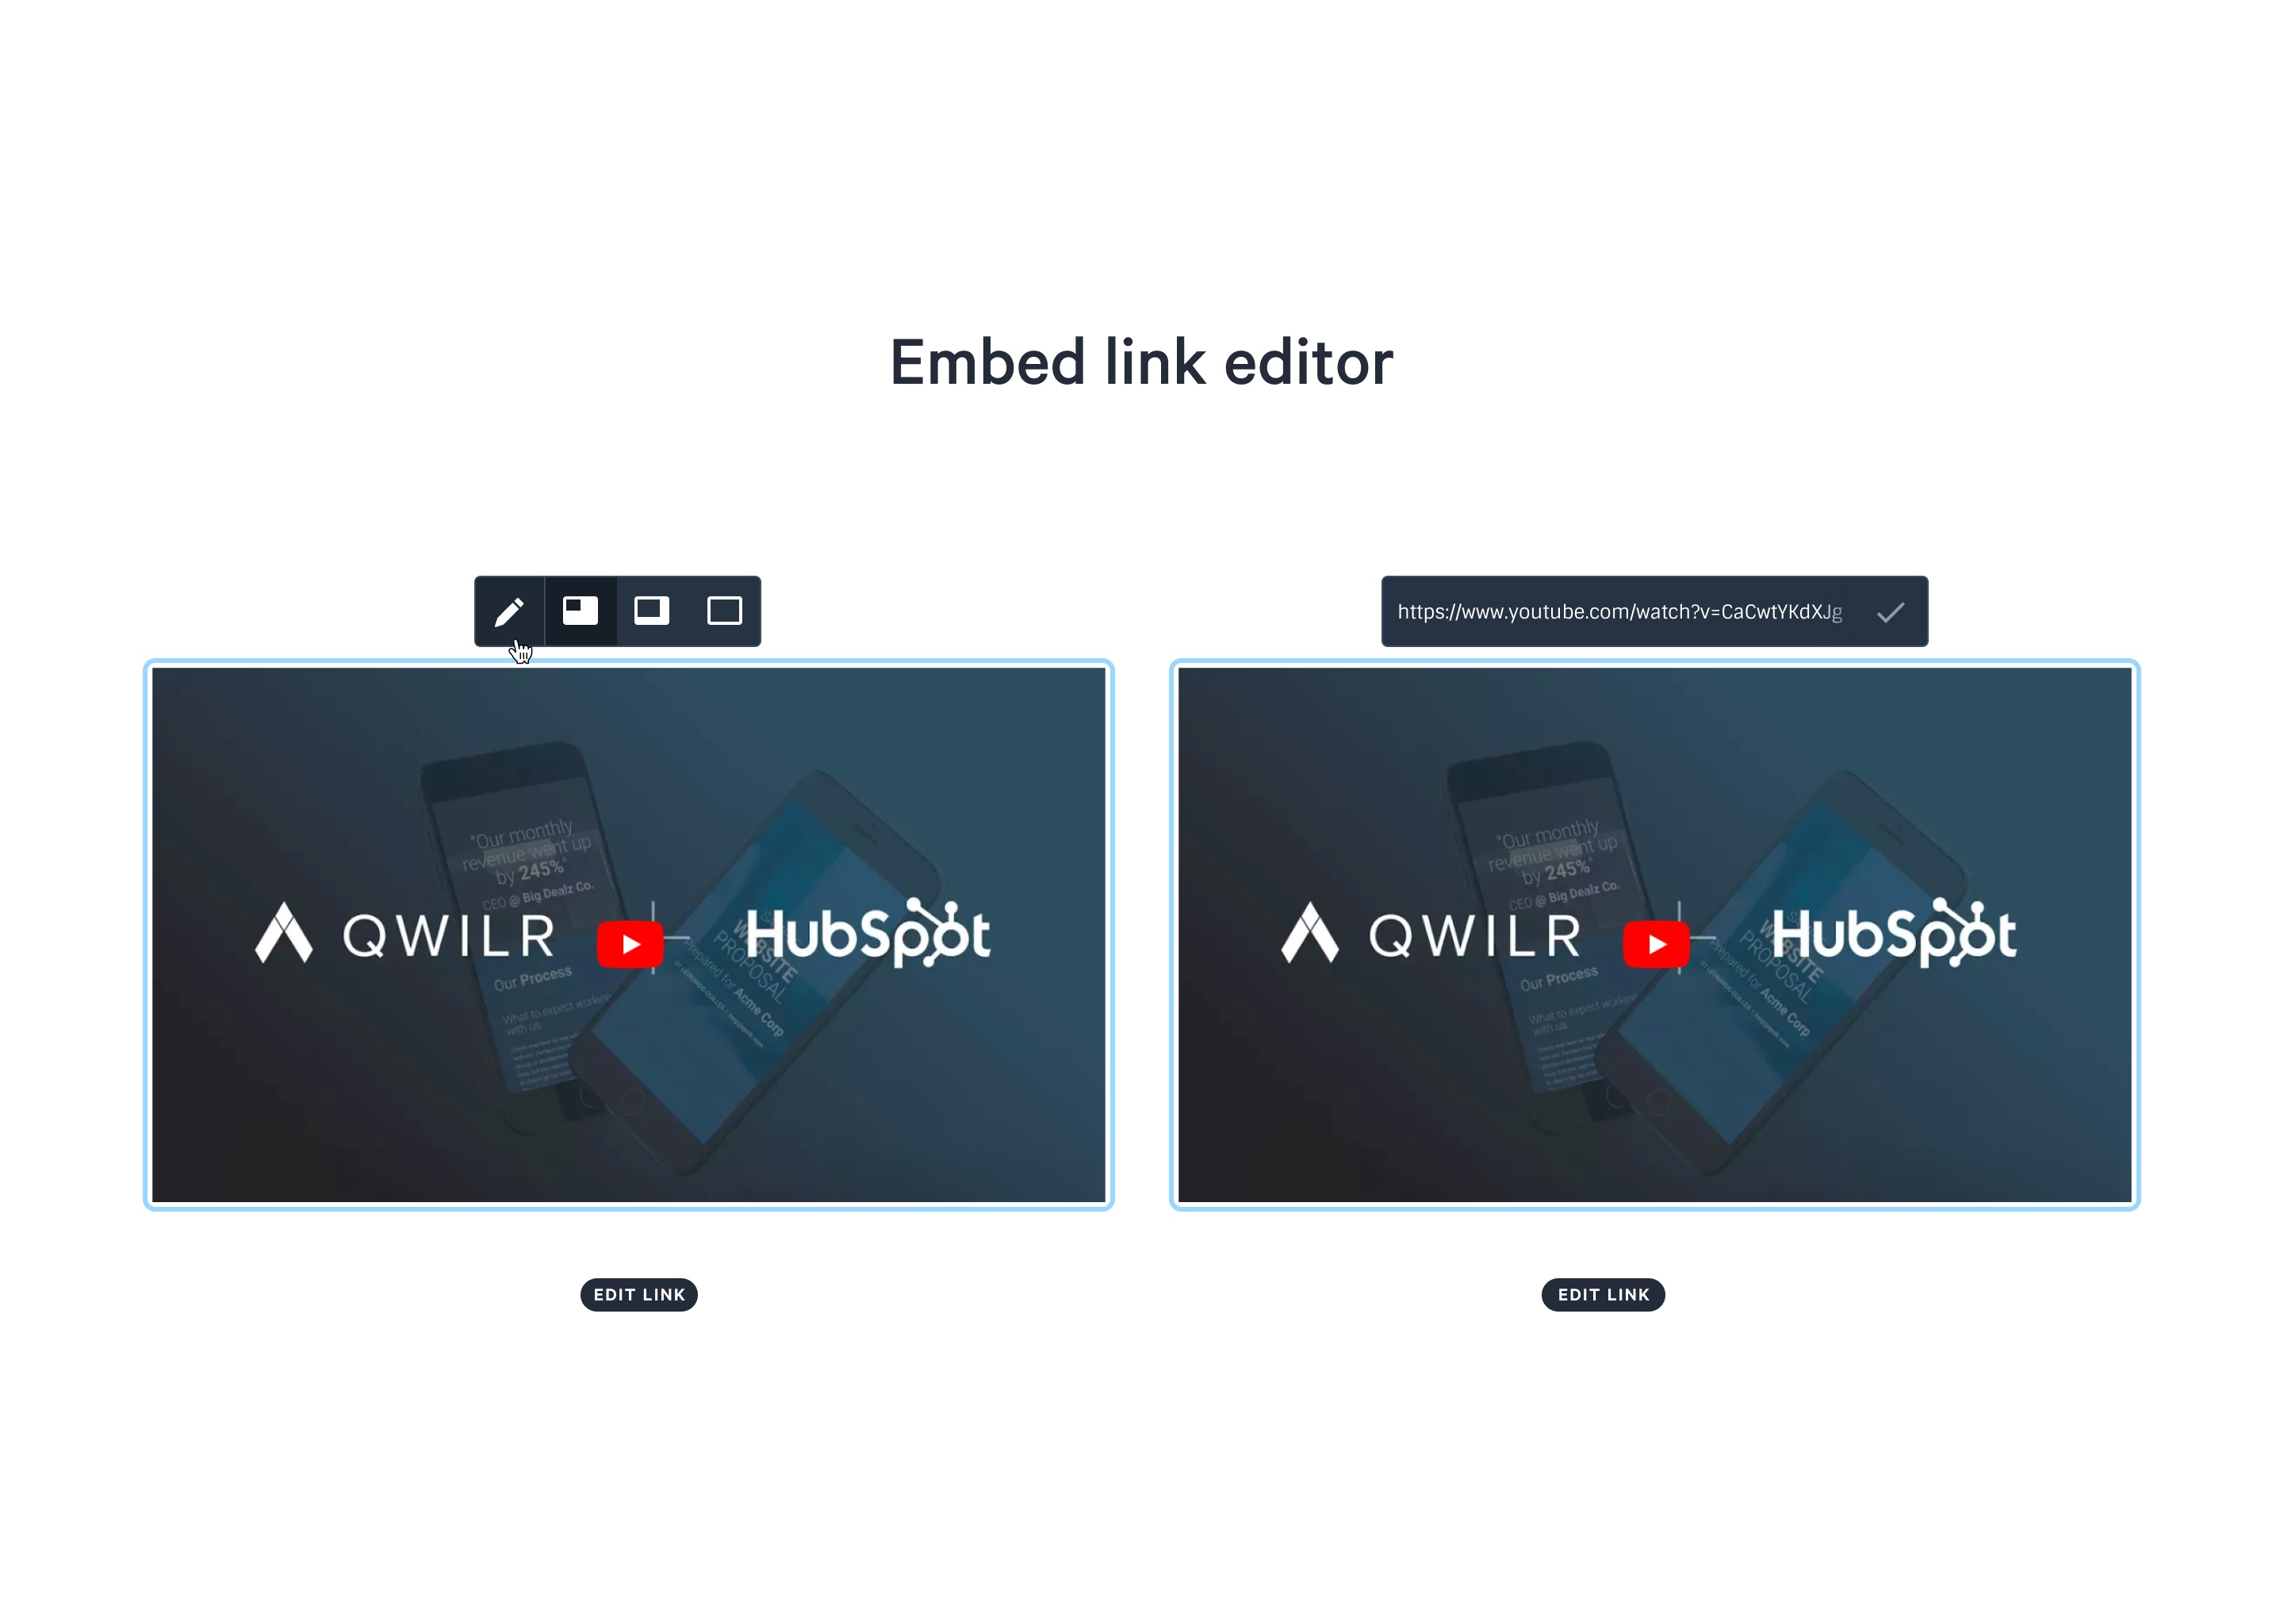 Embed link editor
https://www.youtube.com/watch?v=CaCwtYKdXJg
"Our monthly
revenue went up
by 245%"
CEO @ Big Dealz Co.
QWILR
HubSpot
WEBSITE
PROPOSAL
Prepared for Acme Corp
Our Process
What to expect working
with us.
"Our monthly
revenue went up
by 245%"
CEO @ Big Dealz Co.
QWILR
HubSpot
WEBSITE
PROPOSAL
Prepared for Acme Corp
Our Process
What to expect working
with us.
EDIT LINK
EDIT LINK